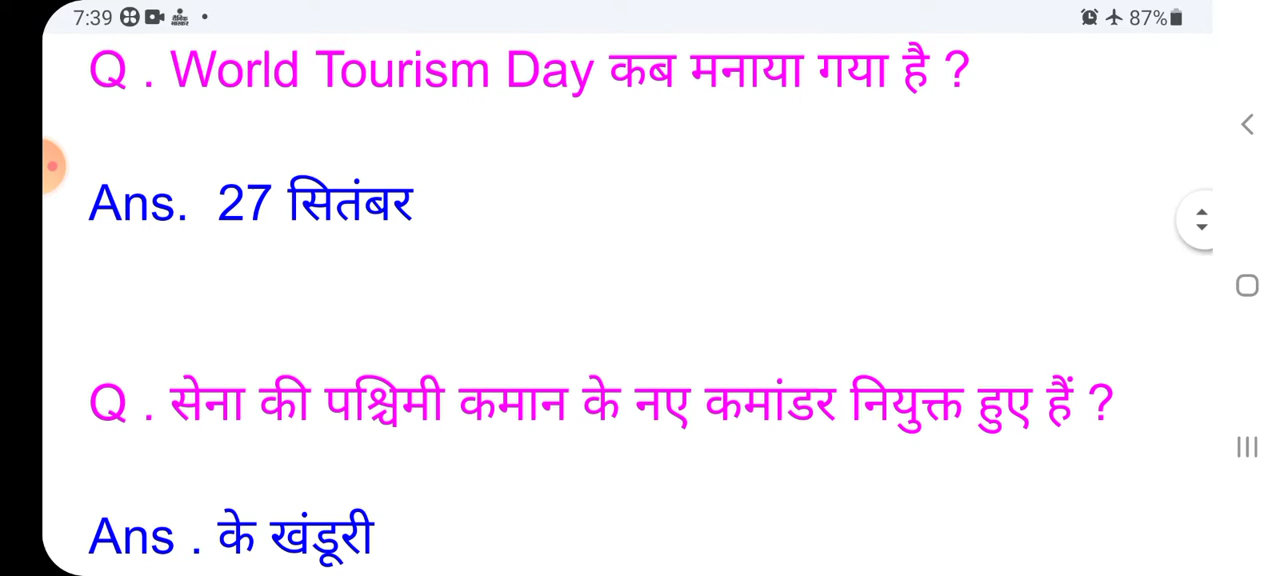 7:39
87%
Q . World Tourism Day कब मनाया गया है ?
Ans. 27 सितंबर
Q . सेना की पश्चिमी कमान के नए कमांडर नियुक्त हुए हैं ?
Ans . के खंडूरी